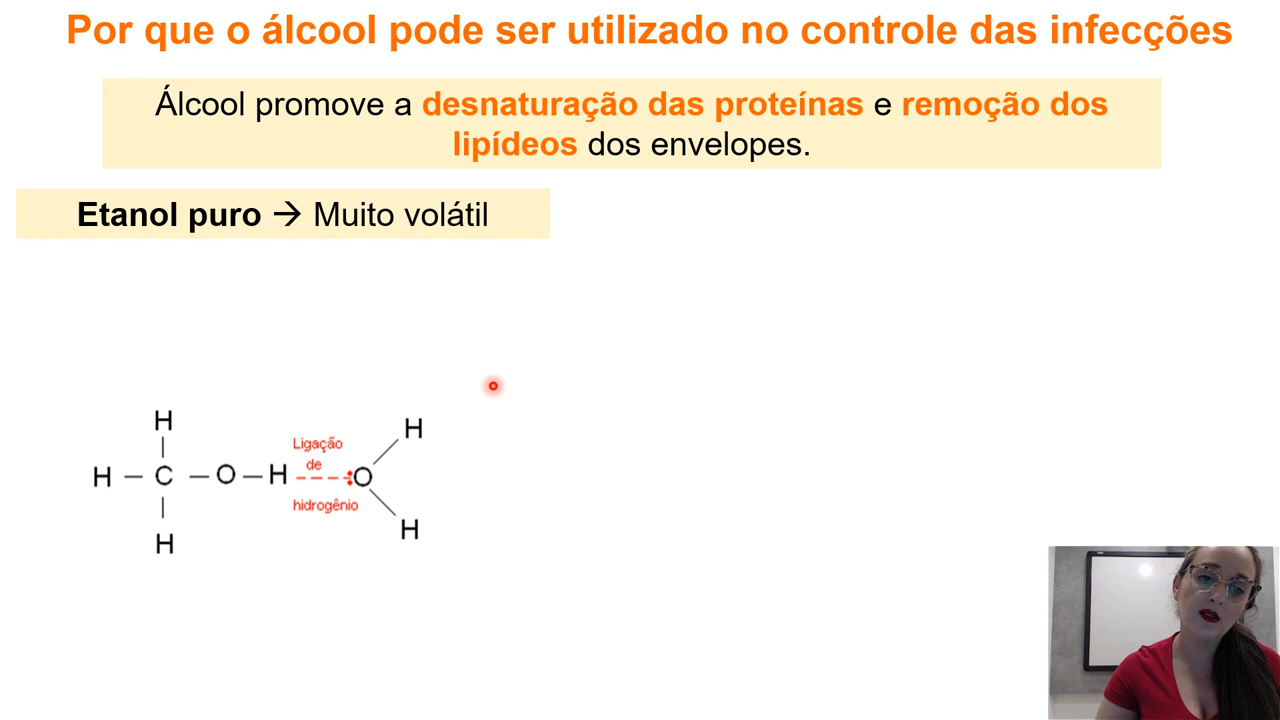 Por que o álcool pode ser utilizado no controle das infecções
Álcool promove a desnaturação das proteínas e remoção dos
lipídeos dos envelopes.
Etanol puro → Muito volátil
H
H
Ligação
H – C – O – H de O
hidrogênio
H
H